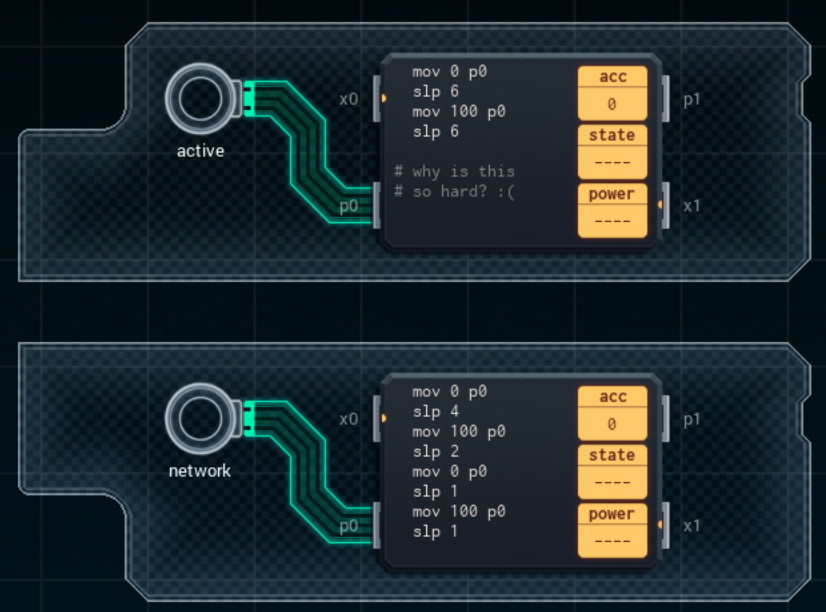 mov 0 p0
slp 6
mov 100 p0
slp 6
# why is this
# so hard? :(
acc
0
state
----
power
----
x0
p0
p1
x1
active
mov 0 p0
slp 4
mov 100 p0
slp 2
mov 0 p0
slp 1
mov 100 p0
slp 1
acc
0
state
----
power
----
x0
p0
p1
x1
network